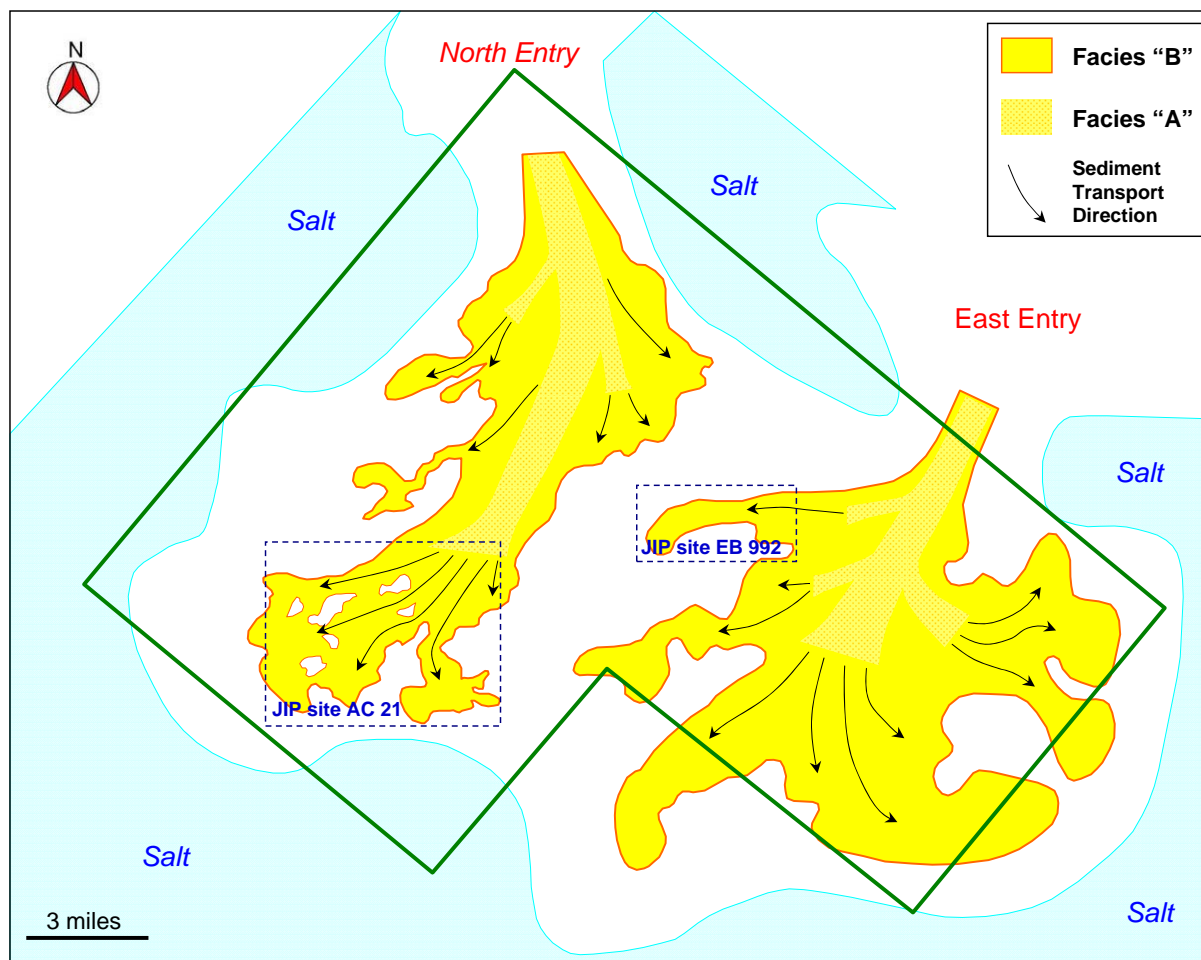 N
North Entry
Facies “B”
Facies “A”
Sediment
Transport
Direction
Salt
Salt
East Entry
Salt
JIP site EB 992
JIP site AC 21
Salt
Salt
3 miles